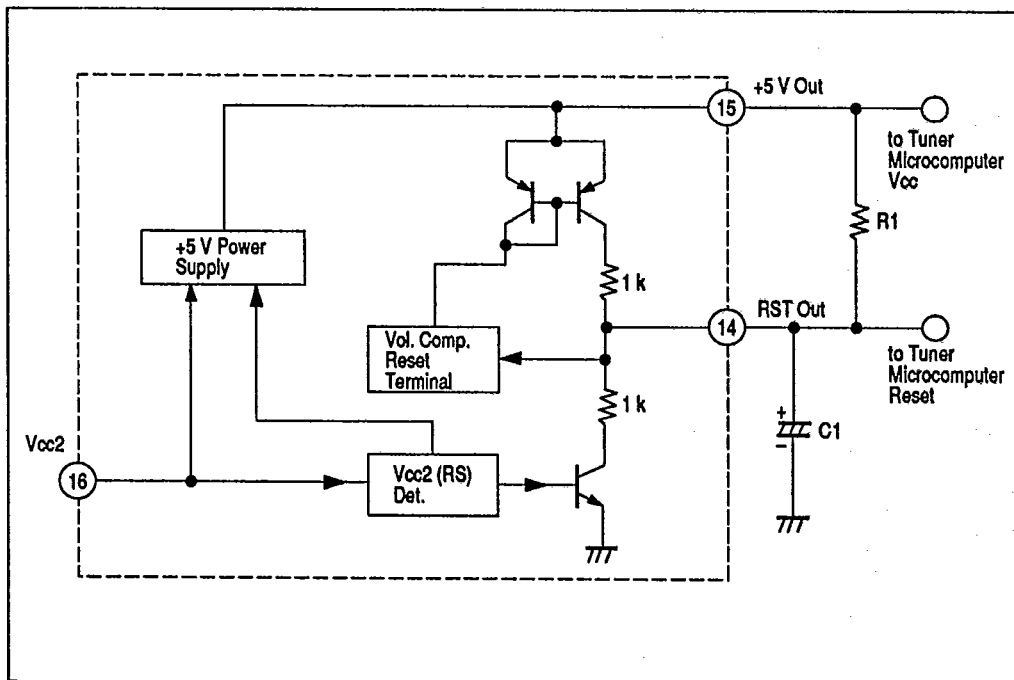 +5 V Out
15
to Tuner
Microcomputer
Vcc
R1
+5 V Power
Supply
1 k
RST Out
14
Vol. Comp.
Reset
Terminal
to Tuner
Microcomputer
Reset
1 k
Vcc2
16
Vcc2 (RS)
Det.
+
−
C1